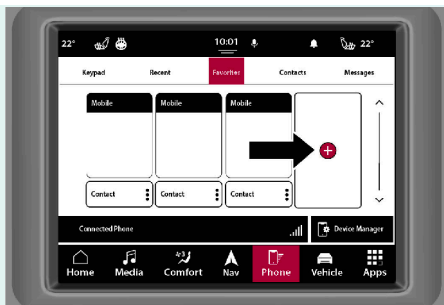 22° 10:01 22°
Keypad Recent Favorites Contacts Messages
Mobile Mobile Mobile
Contact Contact Contact
Connected Phone Device Manager
Home Media Comfort Nav Phone Vehicle Apps